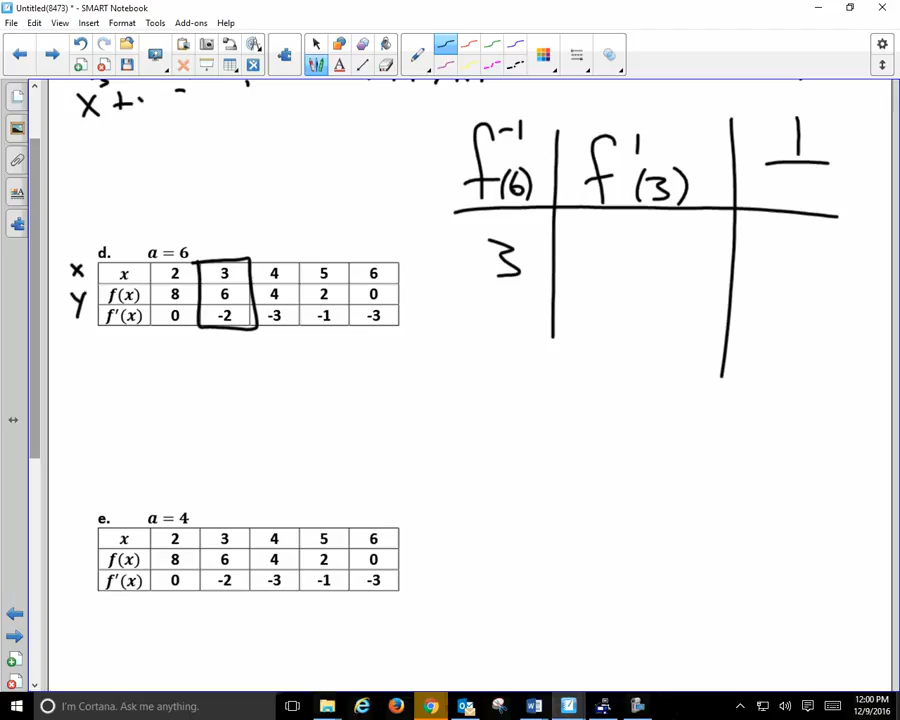 Untitled(8473) * - SMART Notebook
File Edit View Insert Format Tools Add-ons Help
f⁻¹(6) f'(3) 1
3
d. a = 6
x x 2 3 4 5 6
y f(x) 8 6 4 2 0
f′(x) 0 -2 -3 -1 -3
e. a = 4
x 2 3 4 5 6
f(x) 8 6 4 2 0
f′(x) 0 -2 -3 -1 -3
I'm Cortana. Ask me anything.
12:00 PM
12/9/2016